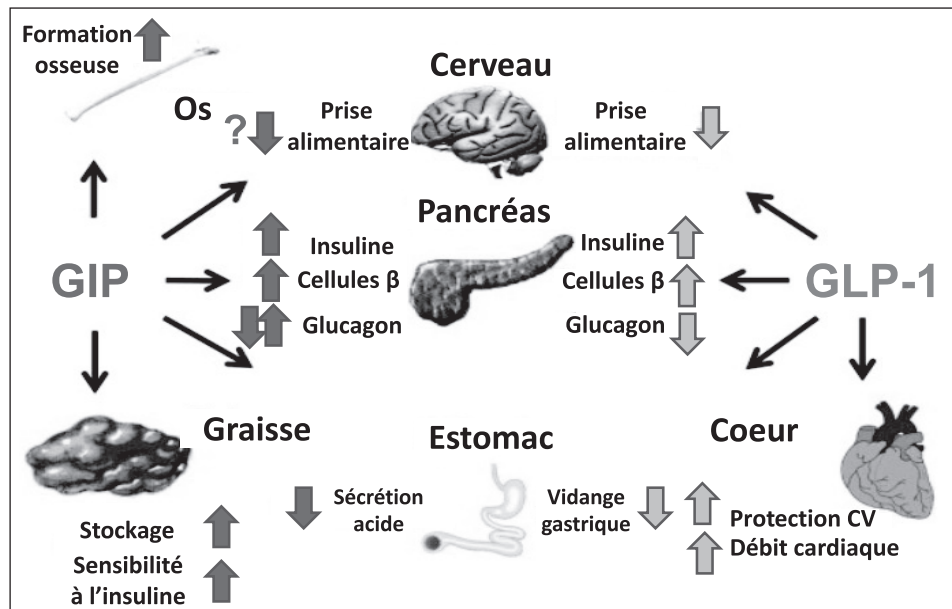 Formation
osseuse
Os
Cerveau
?
Prise
alimentaire
Prise
alimentaire
Pancréas
Insuline
Cellules β
Glucagon
Insuline
Cellules β
Glucagon
GIP
GLP-1
Graisse
Estomac
Coeur
Stockage
Sensibilité
à l’insuline
Sécrétion
acide
Vidange
gastrique
Protection CV
Débit cardiaque